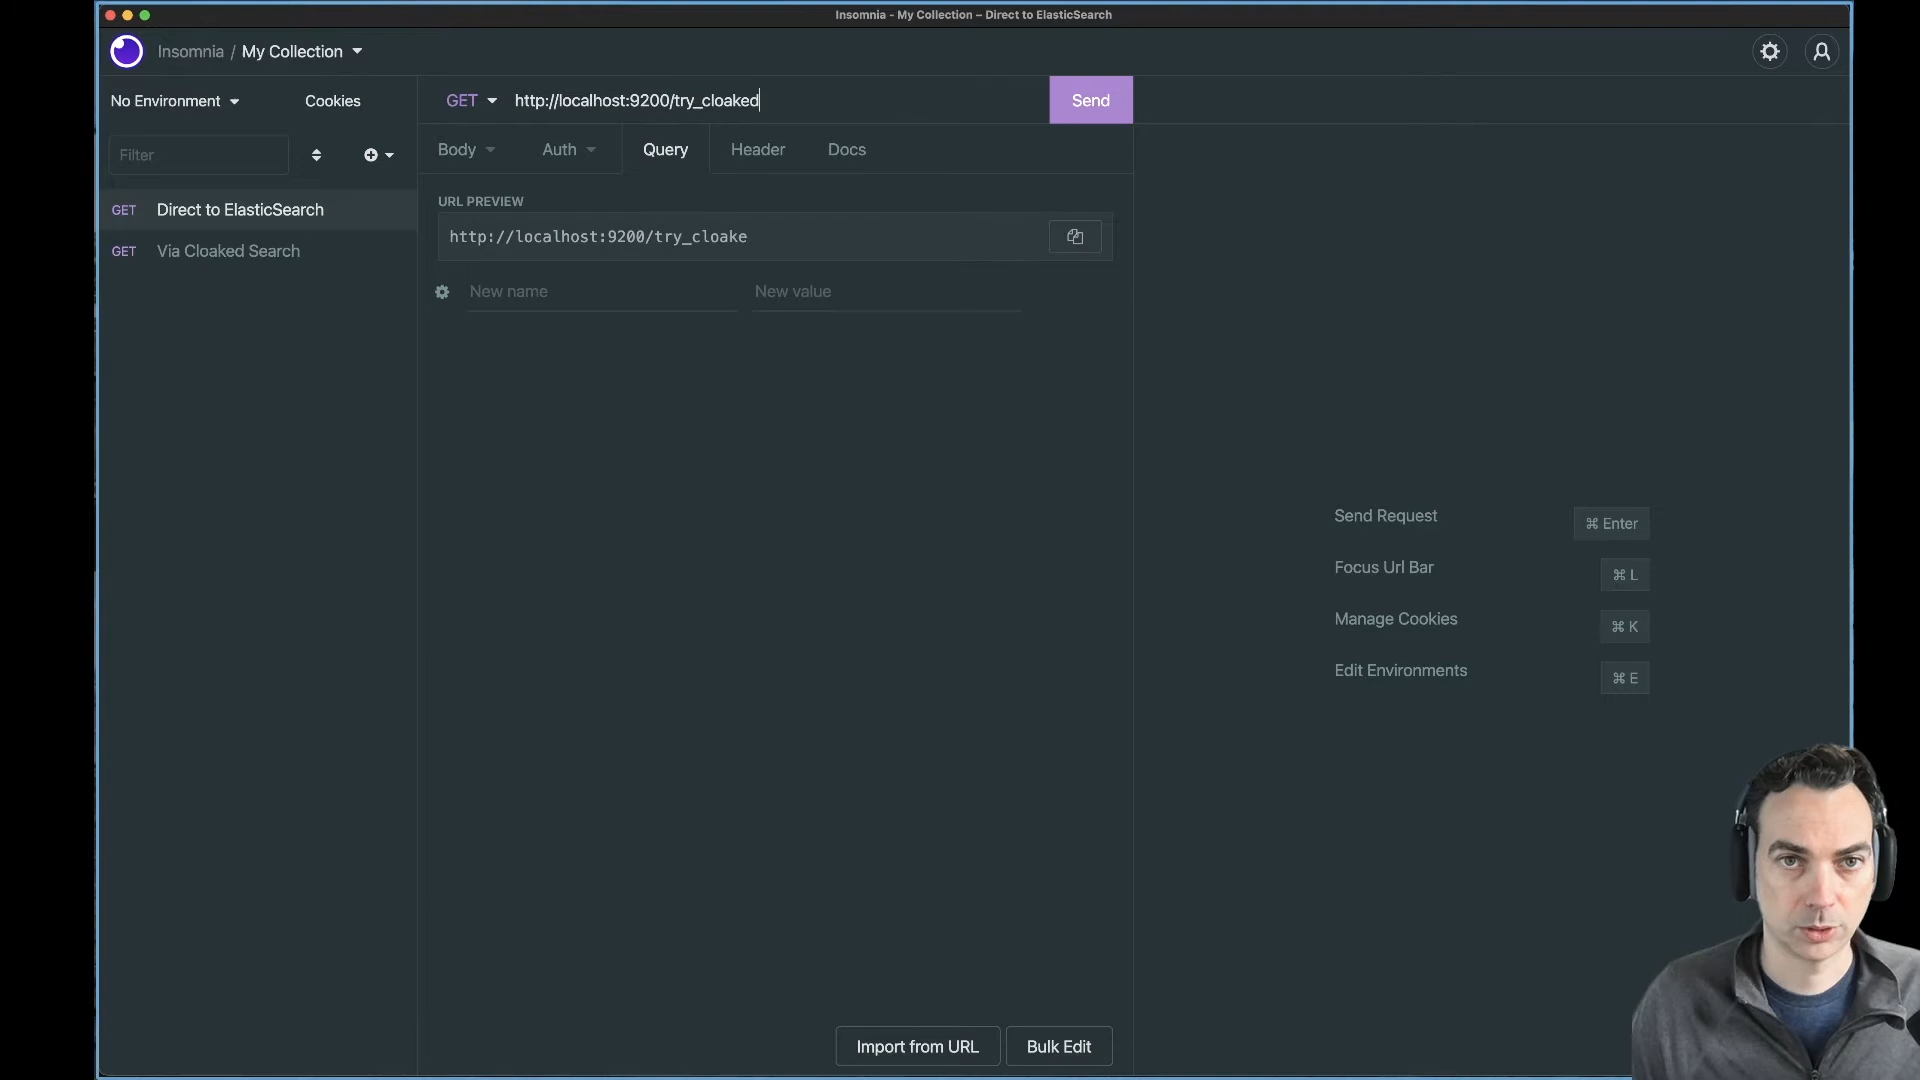 Insomnia - My Collection – Direct to ElasticSearch
Insomnia / My Collection
No Environment
Cookies
GET
http://localhost:9200/try_cloaked
Send
Filter
Body
Auth
Query
Header
Docs
URL PREVIEW
http://localhost:9200/try_cloake
GET Direct to ElasticSearch
GET Via Cloaked Search
New name
New value
Send Request
⌘ Enter
Focus Url Bar
⌘ L
Manage Cookies
⌘ K
Edit Environments
⌘ E
Import from URL
Bulk Edit